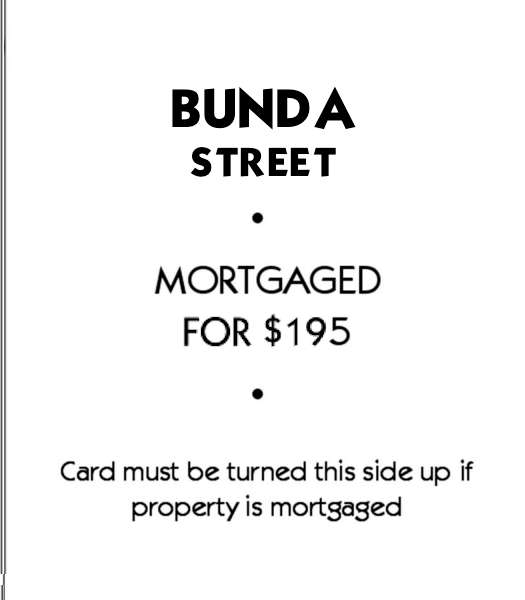 BUNDA
STREET
•
MORTGAGED
FOR $195
•
Card must be turned this side up if
property is mortgaged